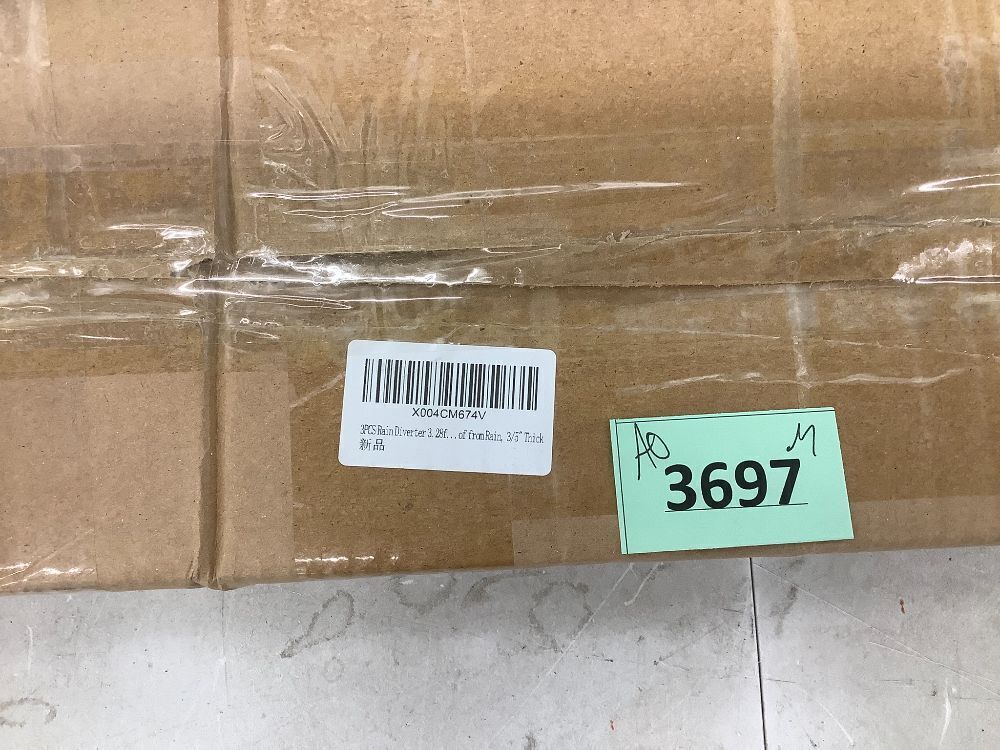 X004CM674V
3PCS Rain Diverter 3.28f...of from Rain, 3/5" Thick
新品
AO M
3697